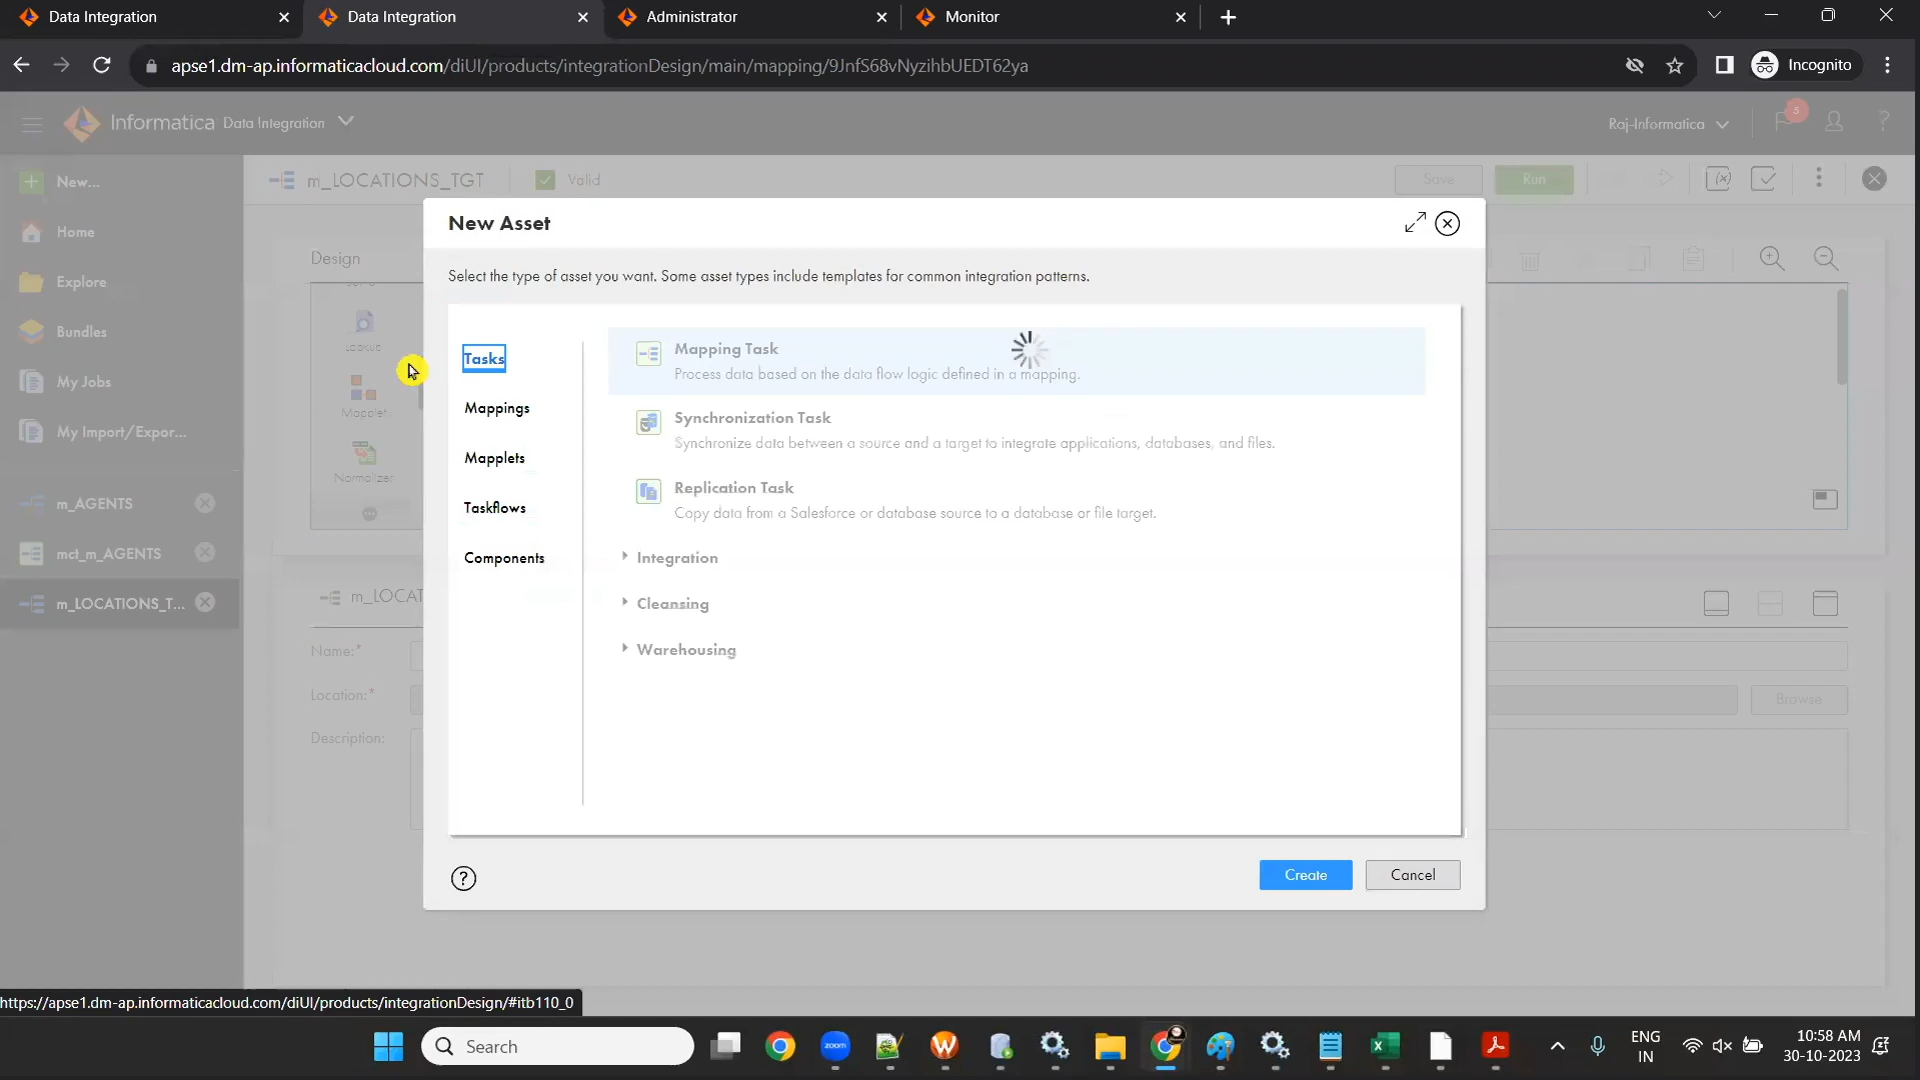 Data Integration
Data Integration
Administrator
Monitor
apse1.dm-ap.informaticacloud.com/diUI/products/integrationDesign/main/mapping/9JnfS68vNyzihbUEDT62ya
Incognito
Informatica Data Integration
Raj-Informatica
5
?
New...
m_LOCATIONS_TGT
Valid
Save
Run
Home
Explore
Bundles
My Jobs
My Import/Expor...
m_AGENTS
mct_m_AGENTS
m_LOCATIONS_T...
Design
Lookup
Mapplet
Normalizer
m_LOCAT
Name:*
Location:*
Browse
Description:
New Asset
Select the type of asset you want. Some asset types include templates for common integration patterns.
Tasks
Mappings
Mapplets
Taskflows
Components
Mapping Task
Process data based on the data flow logic defined in a mapping.
Synchronization Task
Synchronize data between a source and a target to integrate applications, databases, and files.
Replication Task
Copy data from a Salesforce or database source to a database or file target.
Integration
Cleansing
Warehousing
?
Create
Cancel
https://apse1.dm-ap.informaticacloud.com/diUI/products/integrationDesign/#itb110_0
Search
zoom
ENG
IN
10:58 AM
30-10-2023